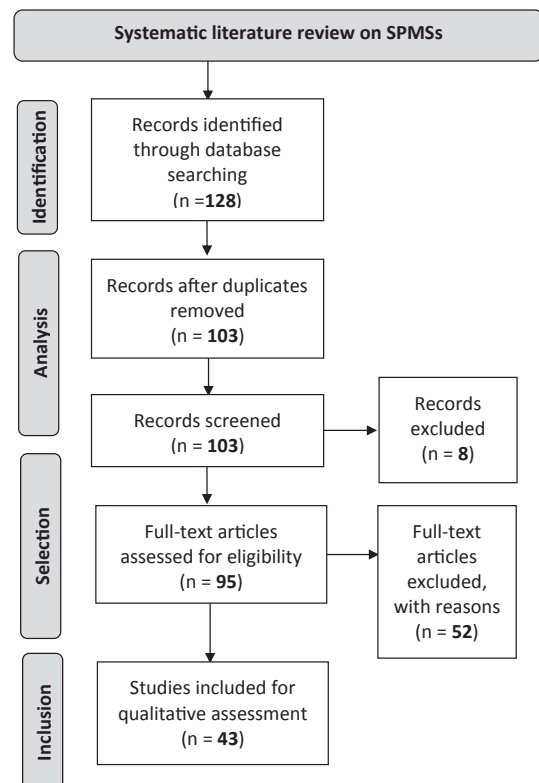 Systematic literature review on SPMSs
Identification
Records identified
through database
searching
(n =128)
Analysis
Records after duplicates
removed
(n = 103)
Records screened
(n = 103)
Records
excluded
(n = 8)
Selection
Full-text articles
assessed for eligibility
(n = 95)
Full-text
articles
excluded,
with reasons
(n = 52)
Inclusion
Studies included for
qualitative assessment
(n = 43)